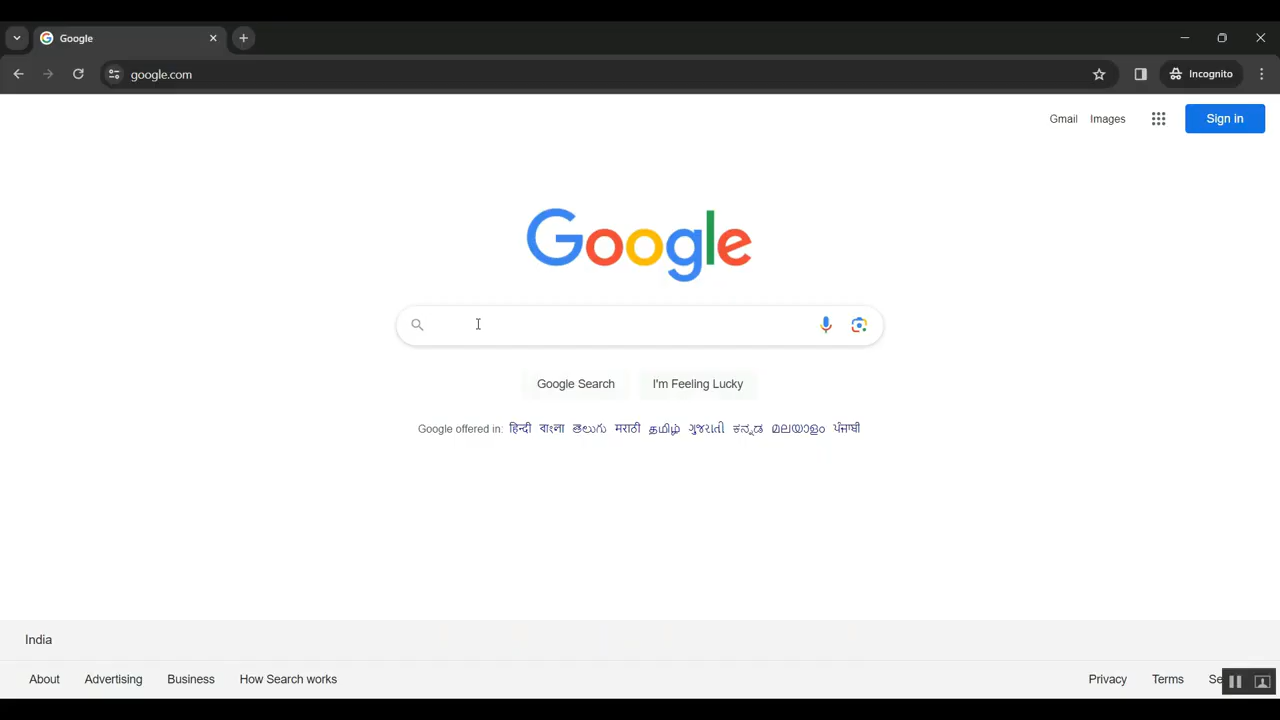 Google
google.com
Incognito
Gmail Images Sign in
Google
Google Search I'm Feeling Lucky
Google offered in: हिन्दी বাংলা తెలుగు मराठी தமிழ் ગુજરાતી ಕನ್ನಡ മലയാളം ਪੰਜਾਬੀ
India
About Advertising Business How Search works Privacy Terms